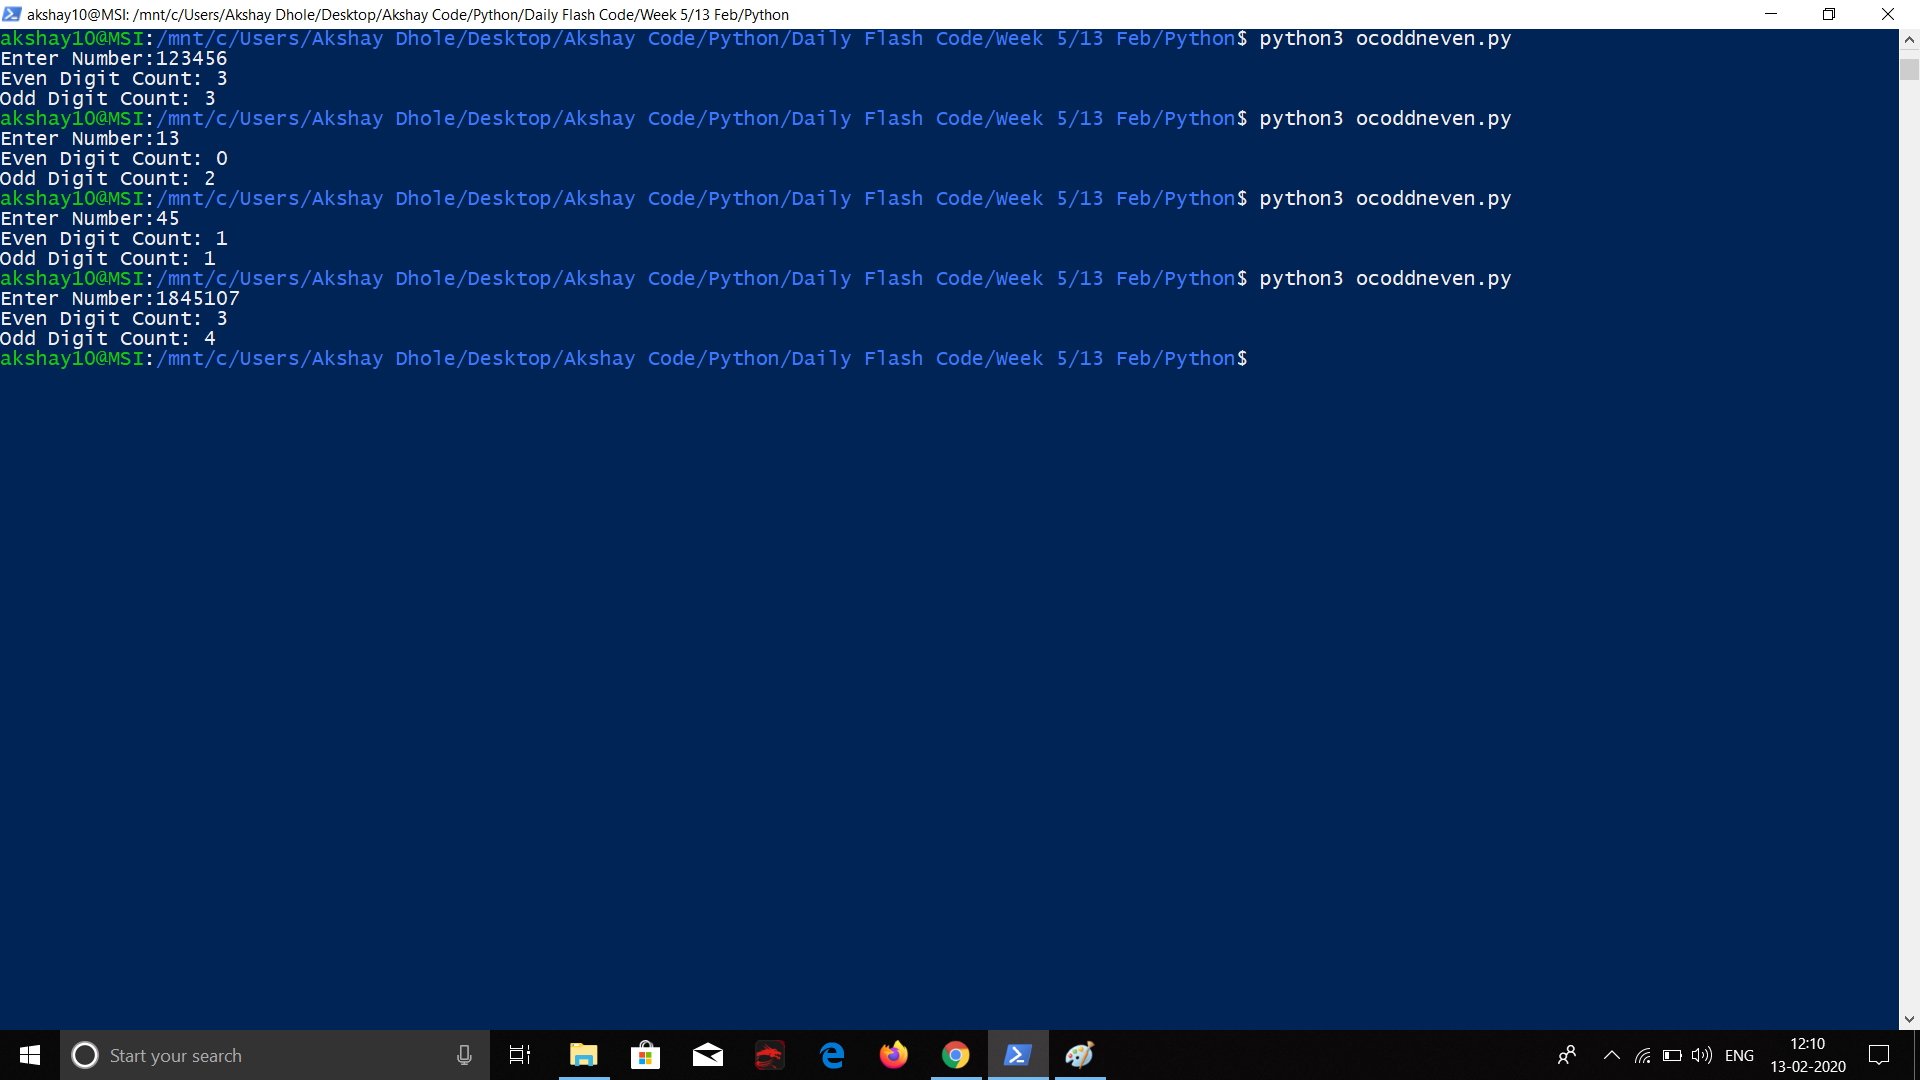 akshay10@MSI: /mnt/c/Users/Akshay Dhole/Desktop/Akshay Code/Python/Daily Flash Code/Week 5/13 Feb/Python
akshay10@MSI:/mnt/c/Users/Akshay Dhole/Desktop/Akshay Code/Python/Daily Flash Code/Week 5/13 Feb/Python$ python3 ocoddneven.py
Enter Number:123456
Even Digit Count: 3
Odd Digit Count: 3
akshay10@MSI:/mnt/c/Users/Akshay Dhole/Desktop/Akshay Code/Python/Daily Flash Code/Week 5/13 Feb/Python$ python3 ocoddneven.py
Enter Number:13
Even Digit Count: 0
Odd Digit Count: 2
akshay10@MSI:/mnt/c/Users/Akshay Dhole/Desktop/Akshay Code/Python/Daily Flash Code/Week 5/13 Feb/Python$ python3 ocoddneven.py
Enter Number:45
Even Digit Count: 1
Odd Digit Count: 1
akshay10@MSI:/mnt/c/Users/Akshay Dhole/Desktop/Akshay Code/Python/Daily Flash Code/Week 5/13 Feb/Python$ python3 ocoddneven.py
Enter Number:1845107
Even Digit Count: 3
Odd Digit Count: 4
akshay10@MSI:/mnt/c/Users/Akshay Dhole/Desktop/Akshay Code/Python/Daily Flash Code/Week 5/13 Feb/Python$
Start your search
ENG
12:10
13-02-2020